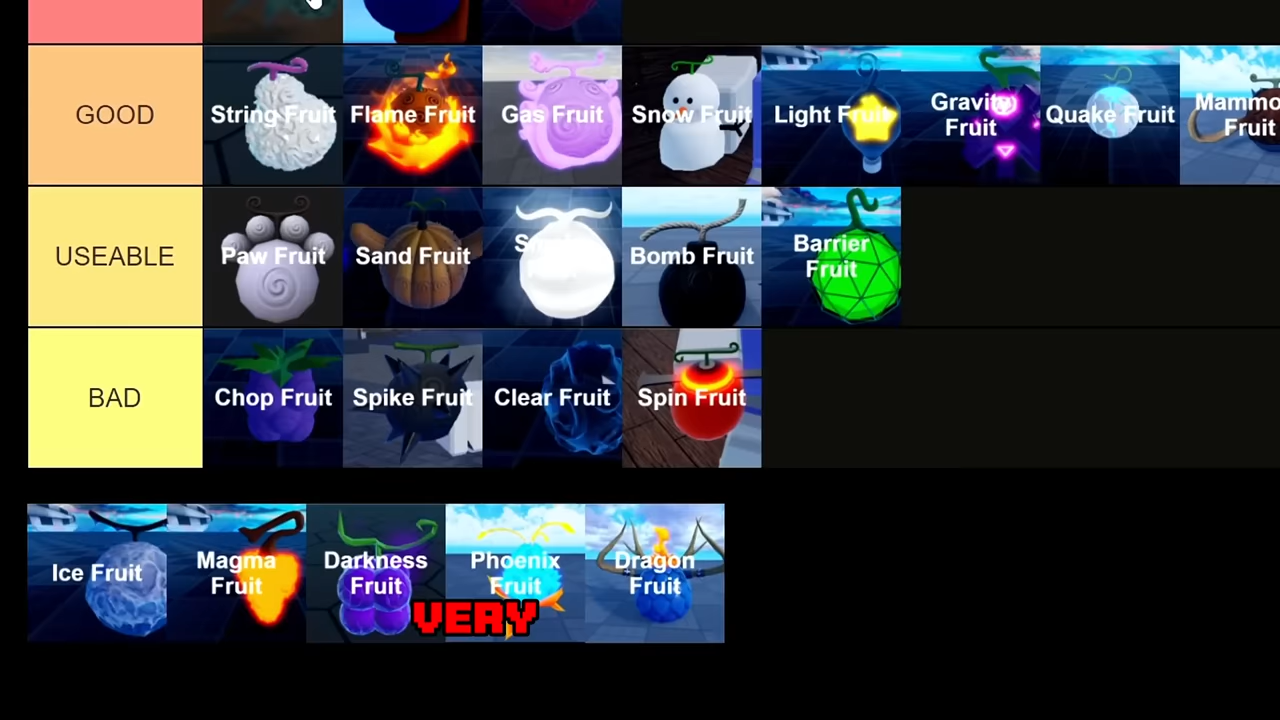 GOOD
String Fruit
Flame Fruit
Gas Fruit
Snow Fruit
Light Fruit
Gravity
Fruit
Quake Fruit
Mammo
Fruit
USEABLE
Paw Fruit
Sand Fruit
Bomb Fruit
Barrier
Fruit
BAD
Chop Fruit
Spike Fruit
Clear Fruit
Spin Fruit
Ice Fruit
Magma
Fruit
Darkness
Fruit
Phoenix
Fruit
Dragon
Fruit
VERY